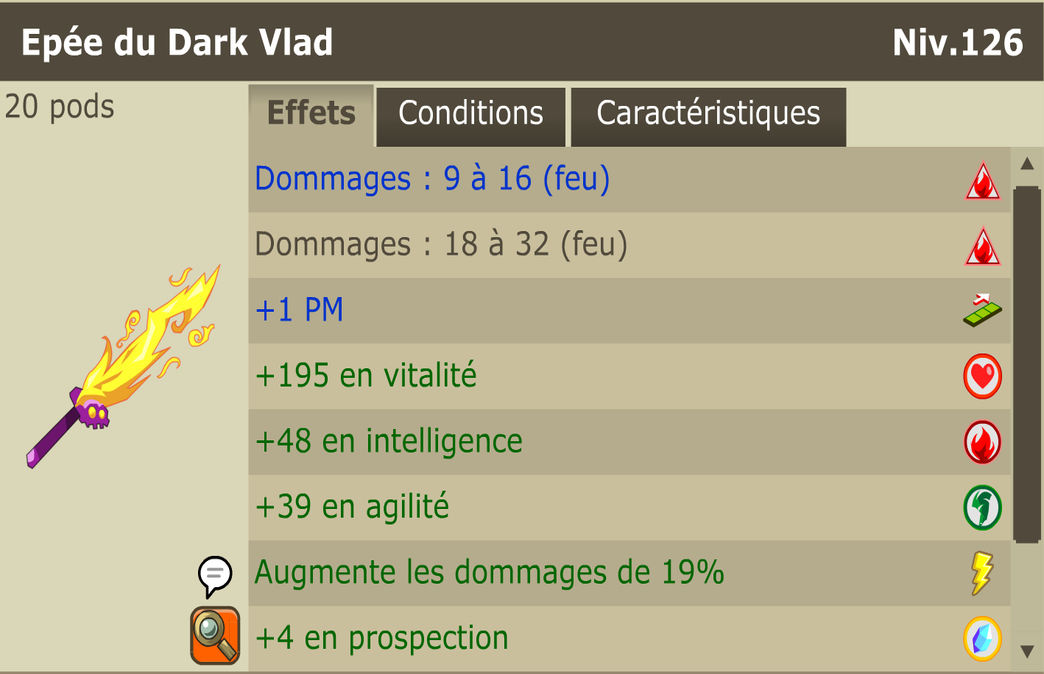 Epée du Dark Vlad
Niv.126
20 pods
Effets
Conditions
Caractéristiques
Dommages : 9 à 16 (feu)
Dommages : 18 à 32 (feu)
+1 PM
+195 en vitalité
+48 en intelligence
+39 en agilité
Augmente les dommages de 19%
+4 en prospection